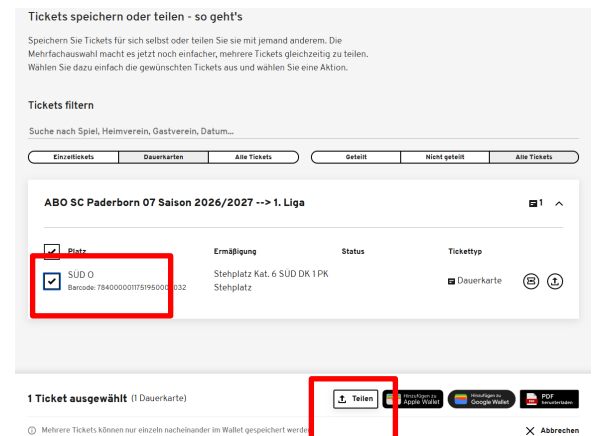 Tickets speichern oder teilen - so geht's
Speichern Sie Tickets für sich selbst oder teilen Sie sie mit jemand anderem. Die
Mehrfachauswahl macht es jetzt noch einfacher, mehrere Tickets gleichzeitig zu teilen.
Wählen Sie dazu einfach die gewünschten Tickets aus und wählen Sie eine Aktion.
Tickets filtern
Suche nach Spiel, Heimverein, Gastverein, Datum...
Einzeltickets Dauerkarten Alle Tickets Geteilt Nicht geteilt Alle Tickets
ABO SC Paderborn 07 Saison 2026/2027 --> 1. Liga 1
Platz Ermäßigung Status Tickettyp
SÜD O Stehplatz Kat. 6 SÜD DK 1 PK Dauerkarte
Barcode: Stehplatz
1 Ticket ausgewählt (1 Dauerkarte) Teilen Hinzufügen zu Apple Wallet Hinzufügen zu Google Wallet PDF herunterladen
Mehrere Tickets können nur einzeln nacheinander im Wallet gespeichert Abbrechen